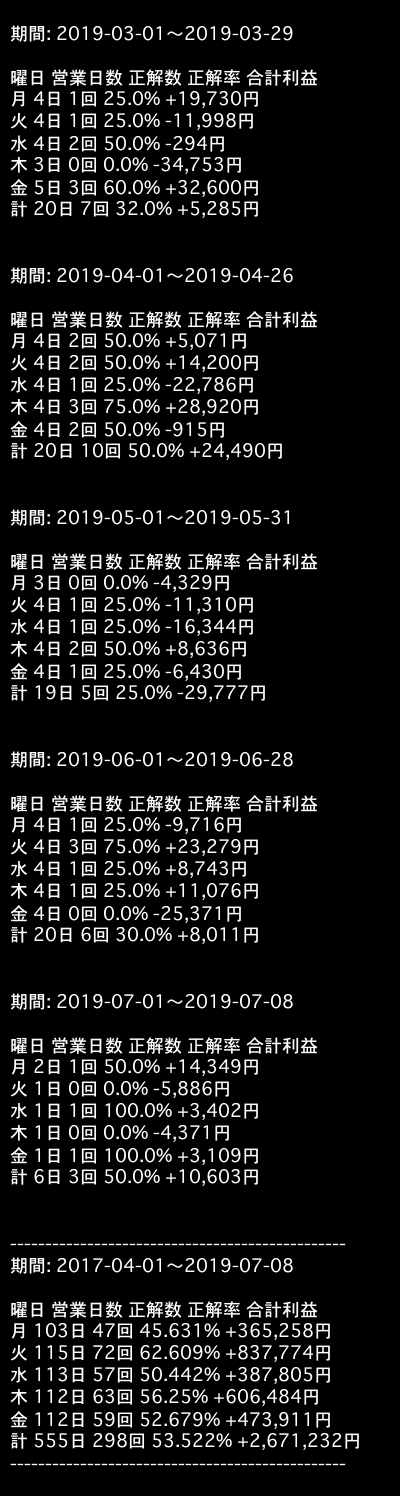 期間: 2019-03-01〜2019-03-29
曜日 営業日数 正解数 正解率 合計利益
月 4日 1回 25.0% +19,730円
火 4日 1回 25.0% -11,998円
水 4日 2回 50.0% -294円
木 3日 0回 0.0% -34,753円
金 5日 3回 60.0% +32,600円
計 20日 7回 32.0% +5,285円
期間: 2019-04-01〜2019-04-26
曜日 営業日数 正解数 正解率 合計利益
月 4日 2回 50.0% +5,071円
火 4日 2回 50.0% +14,200円
水 4日 1回 25.0% -22,786円
木 4日 3回 75.0% +28,920円
金 4日 2回 50.0% -915円
計 20日 10回 50.0% +24,490円
期間: 2019-05-01〜2019-05-31
曜日 営業日数 正解数 正解率 合計利益
月 3日 0回 0.0% -4,329円
火 4日 1回 25.0% -11,310円
水 4日 1回 25.0% -16,344円
木 4日 2回 50.0% +8,636円
金 4日 1回 25.0% -6,430円
計 19日 5回 25.0% -29,777円
期間: 2019-06-01〜2019-06-28
曜日 営業日数 正解数 正解率 合計利益
月 4日 1回 25.0% -9,716円
火 4日 3回 75.0% +23,279円
水 4日 1回 25.0% +8,743円
木 4日 1回 25.0% +11,076円
金 4日 0回 0.0% -25,371円
計 20日 6回 30.0% +8,011円
期間: 2019-07-01〜2019-07-08
曜日 営業日数 正解数 正解率 合計利益
月 2日 1回 50.0% +14,349円
火 1日 0回 0.0% -5,886円
水 1日 1回 100.0% +3,402円
木 1日 0回 0.0% -4,371円
金 1日 1回 100.0% +3,109円
計 6日 3回 50.0% +10,603円
------------------------------------------------
期間: 2017-04-01〜2019-07-08
曜日 営業日数 正解数 正解率 合計利益
月 103日 47回 45.631% +365,258円
火 115日 72回 62.609% +837,774円
水 113日 57回 50.442% +387,805円
木 112日 63回 56.25% +606,484円
金 112日 59回 52.679% +473,911円
計 555日 298回 53.522% +2,671,232円
------------------------------------------------